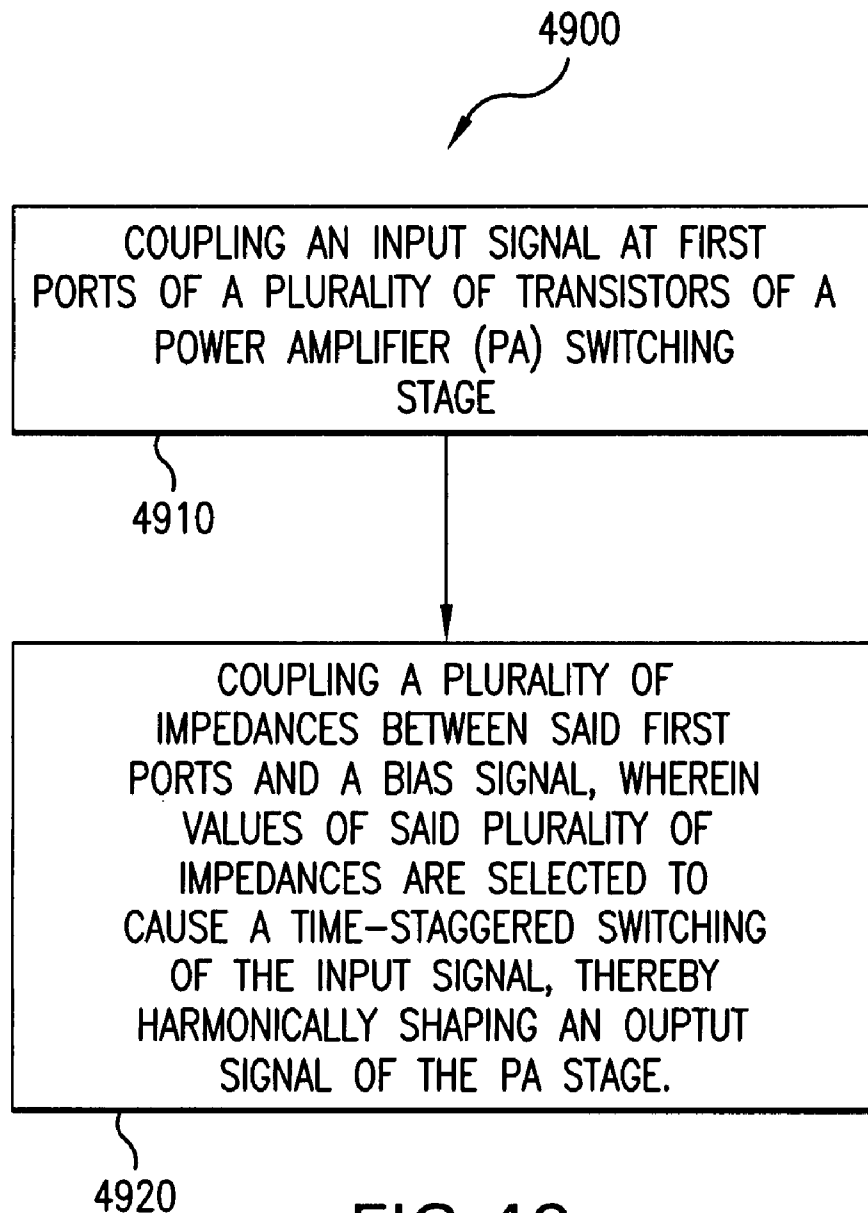 4900
COUPLING AN INPUT SIGNAL AT FIRST
PORTS OF A PLURALITY OF TRANSISTORS OF A
POWER AMPLIFIER (PA) SWITCHING
STAGE
4910
COUPLING A PLURALITY OF
IMPEDANCES BETWEEN SAID FIRST
PORTS AND A BIAS SIGNAL, WHEREIN
VALUES OF SAID PLURALITY OF
IMPEDANCES ARE SELECTED TO
CAUSE A TIME-STAGGERED SWITCHING
OF THE INPUT SIGNAL, THEREBY
HARMONICALLY SHAPING AN OUPTUT
SIGNAL OF THE PA STAGE.
4920